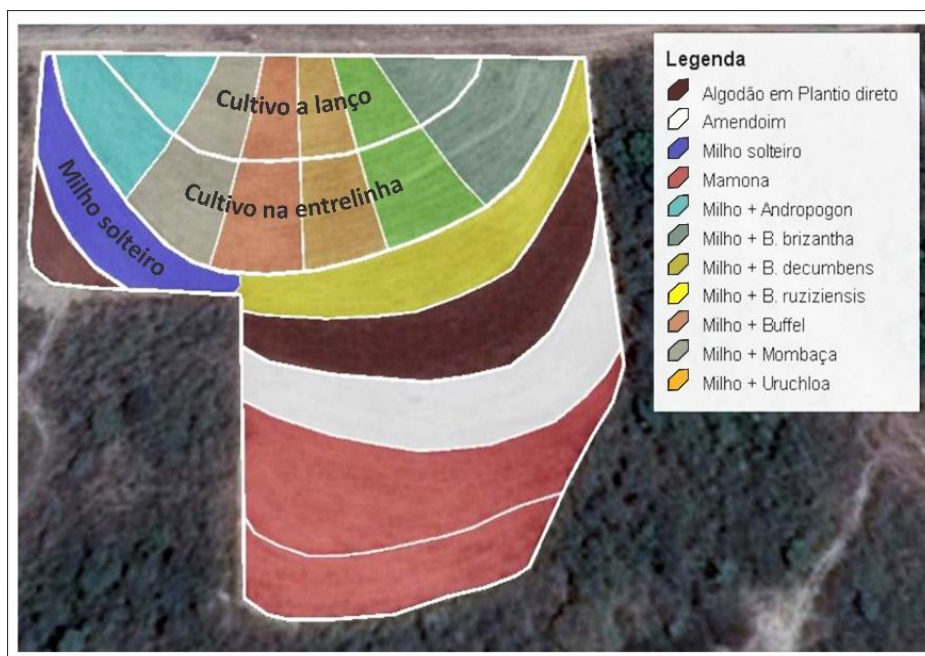 Cultivo a lanço
Cultivo na entrelinha
Milho solteiro
Legenda
Algodão em Plantio direto
Amendoim
Milho solteiro
Mamona
Milho + Andropogon
Milho + B. brizantha
Milho + B. decumbens
Milho + B. ruziziensis
Milho + Buffel
Milho + Mombaça
Milho + Uruchloa